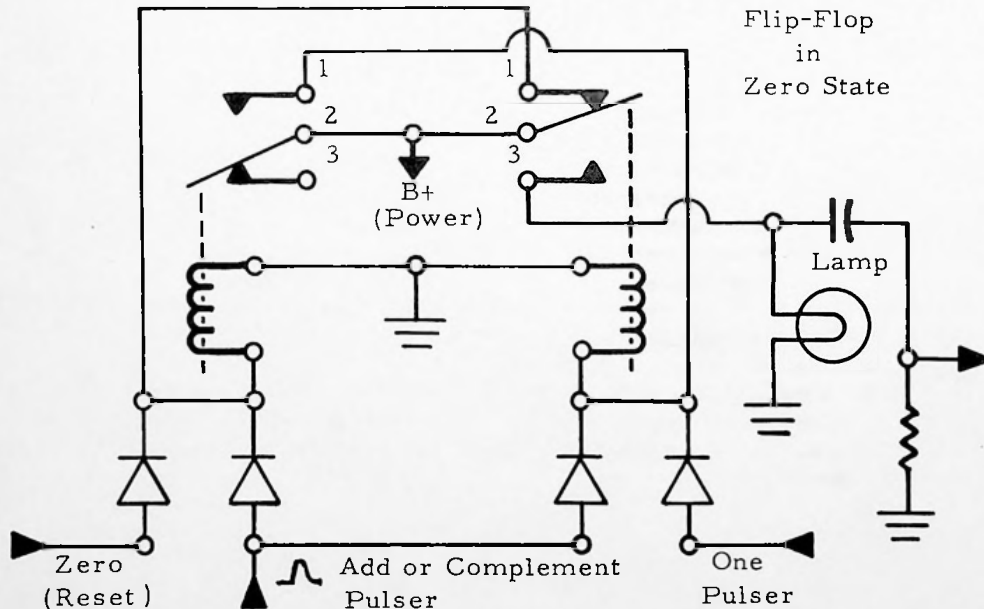 Flip-Flop
in
Zero State
1
2
3
1
2
3
B+
(Power)
Lamp
Zero
(Reset)
Add or Complement
Pulser
One
Pulser